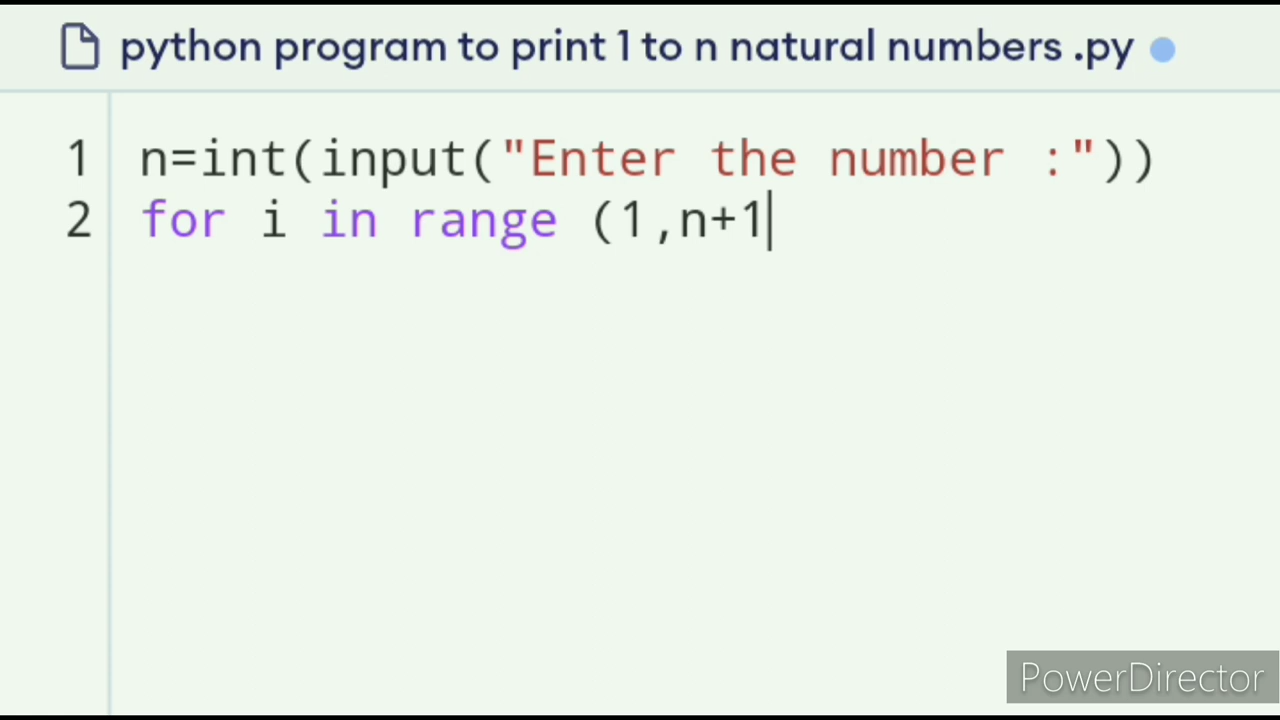 python program to print 1 to n natural numbers .py
1 n=int(input("Enter the number :"))
2 for i in range (1,n+1
PowerDirector